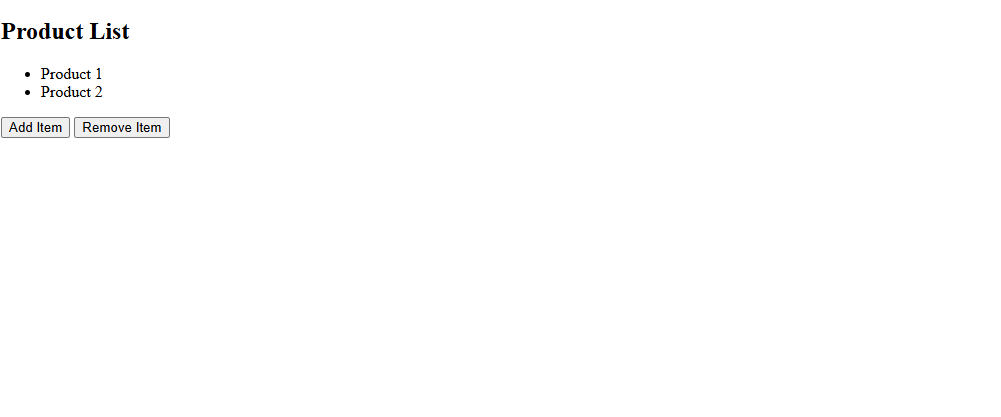 Product List
Product 1
Product 2
Add Item Remove Item